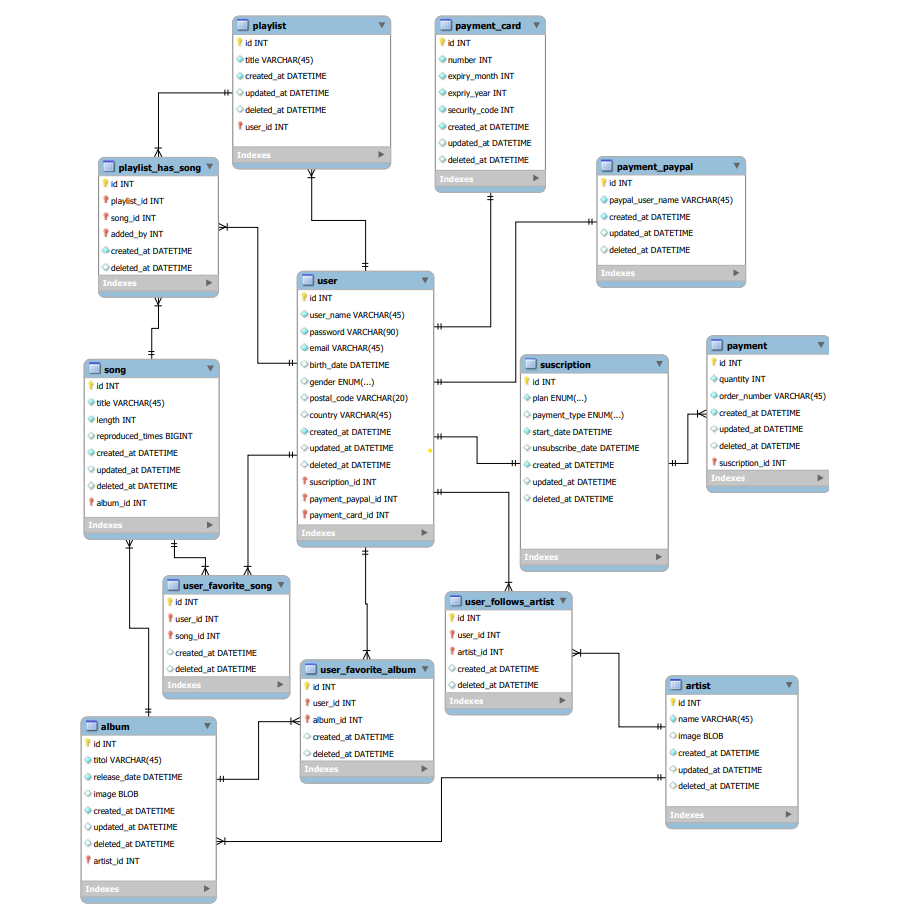 playlist
id INT
title VARCHAR(45)
created_at DATETIME
updated_at DATETIME
deleted_at DATETIME
user_id INT
Indexes
payment_card
id INT
number INT
expiry_month INT
expriy_year INT
security_code INT
created_at DATETIME
updated_at DATETIME
deleted_at DATETIME
Indexes
playlist_has_song
id INT
playlist_id INT
song_id INT
added_by INT
created_at DATETIME
deleted_at DATETIME
Indexes
payment_paypal
id INT
paypal_user_name VARCHAR(45)
created_at DATETIME
updated_at DATETIME
deleted_at DATETIME
Indexes
user
id INT
user_name VARCHAR(45)
password VARCHAR(90)
email VARCHAR(45)
birth_date DATETIME
gender ENUM(...)
postal_code VARCHAR(20)
country VARCHAR(45)
created_at DATETIME
updated_at DATETIME
deleted_at DATETIME
suscription_id INT
payment_paypal_id INT
payment_card_id INT
Indexes
song
id INT
title VARCHAR(45)
length INT
reproduced_times BIGINT
created_at DATETIME
updated_at DATETIME
deleted_at DATETIME
album_id INT
Indexes
suscription
id INT
plan ENUM(...)
payment_type ENUM(...)
start_date DATETIME
unsubscribe_date DATETIME
created_at DATETIME
updated_at DATETIME
deleted_at DATETIME
Indexes
payment
id INT
quantity INT
order_number VARCHAR(45)
created_at DATETIME
updated_at DATETIME
deleted_at DATETIME
suscription_id INT
Indexes
user_favorite_song
id INT
user_id INT
song_id INT
created_at DATETIME
deleted_at DATETIME
Indexes
user_follows_artist
id INT
user_id INT
artist_id INT
created_at DATETIME
deleted_at DATETIME
Indexes
user_favorite_album
id INT
user_id INT
album_id INT
created_at DATETIME
deleted_at DATETIME
Indexes
artist
id INT
name VARCHAR(45)
image BLOB
created_at DATETIME
updated_at DATETIME
deleted_at DATETIME
Indexes
album
id INT
titol VARCHAR(45)
release_date DATETIME
image BLOB
created_at DATETIME
updated_at DATETIME
deleted_at DATETIME
artist_id INT
Indexes